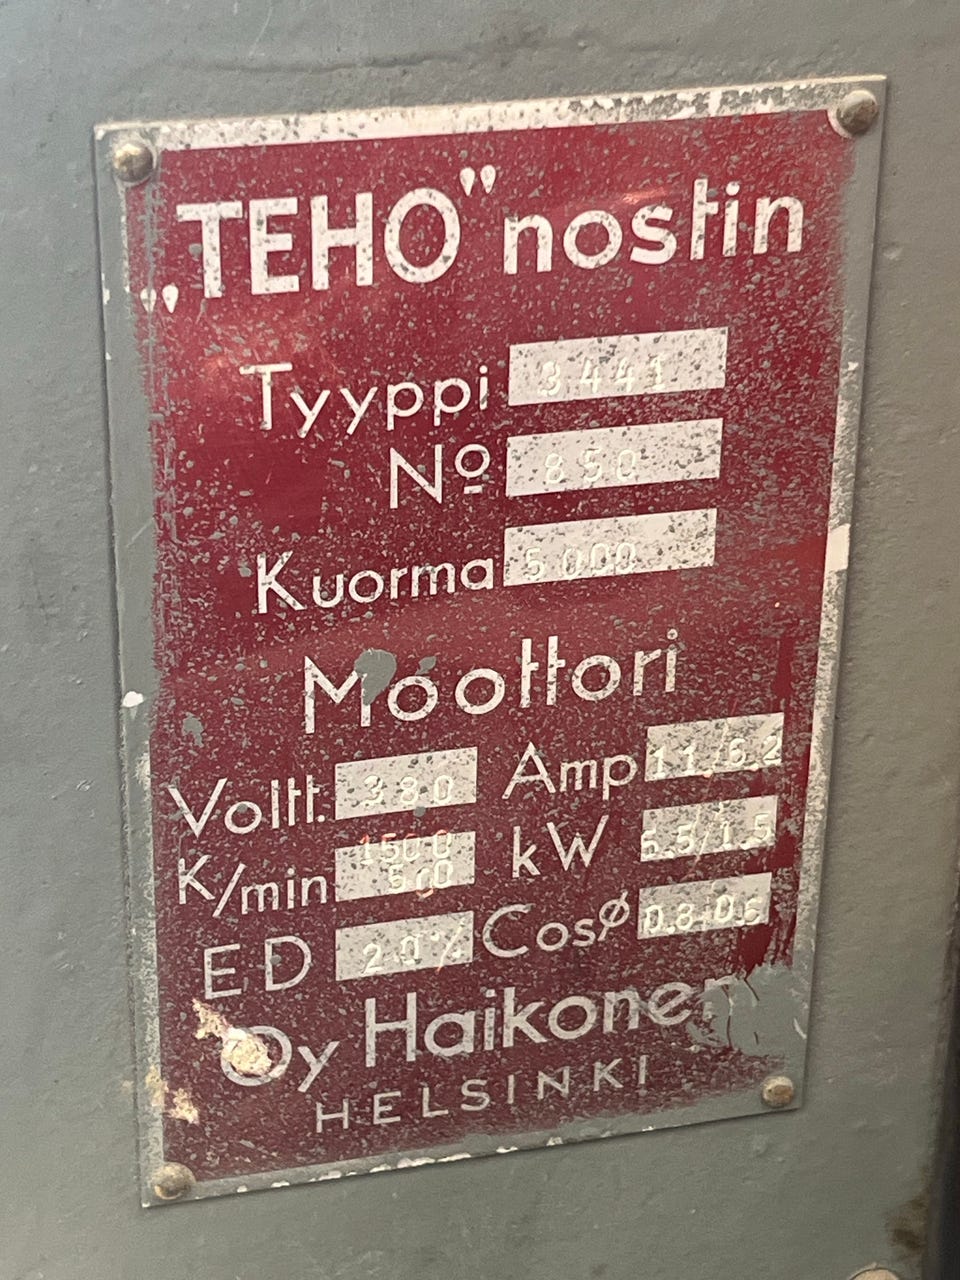 „TEHO” nostin
Tyyppi 3441
Nº 850
Kuorma 5000
Moottori
Voltt. 380 Amp 11/6.2
K/min 1500 500 kW 5.5/1.5
ED 20% Cosø 0.8-0.6
Oy Haikonen
HELSINKI